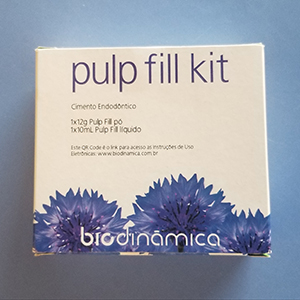 pulp fill kit
Cimento Endodôntico
1x12g Pulp Fill pó
1x10mL Pulp Fill líquido
Este QR Code é o link para acesso as Instruções de Uso
Eletrônicas: www.biodinamica.com.br
biodinâmica